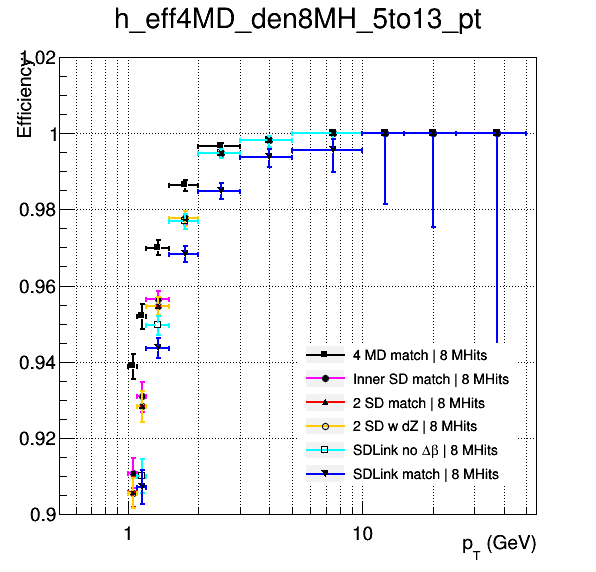 h_eff4MD_den8MH_5to13_pt
Efficiency
1.02
1
0.98
0.96
0.94
0.92
0.9
4 MD match | 8 MHits
Inner SD match | 8 MHits
2 SD match | 8 MHits
2 SD w dZ | 8 MHits
SDLink no Δβ | 8 MHits
SDLink match | 8 MHits
1
10
p_T (GeV)